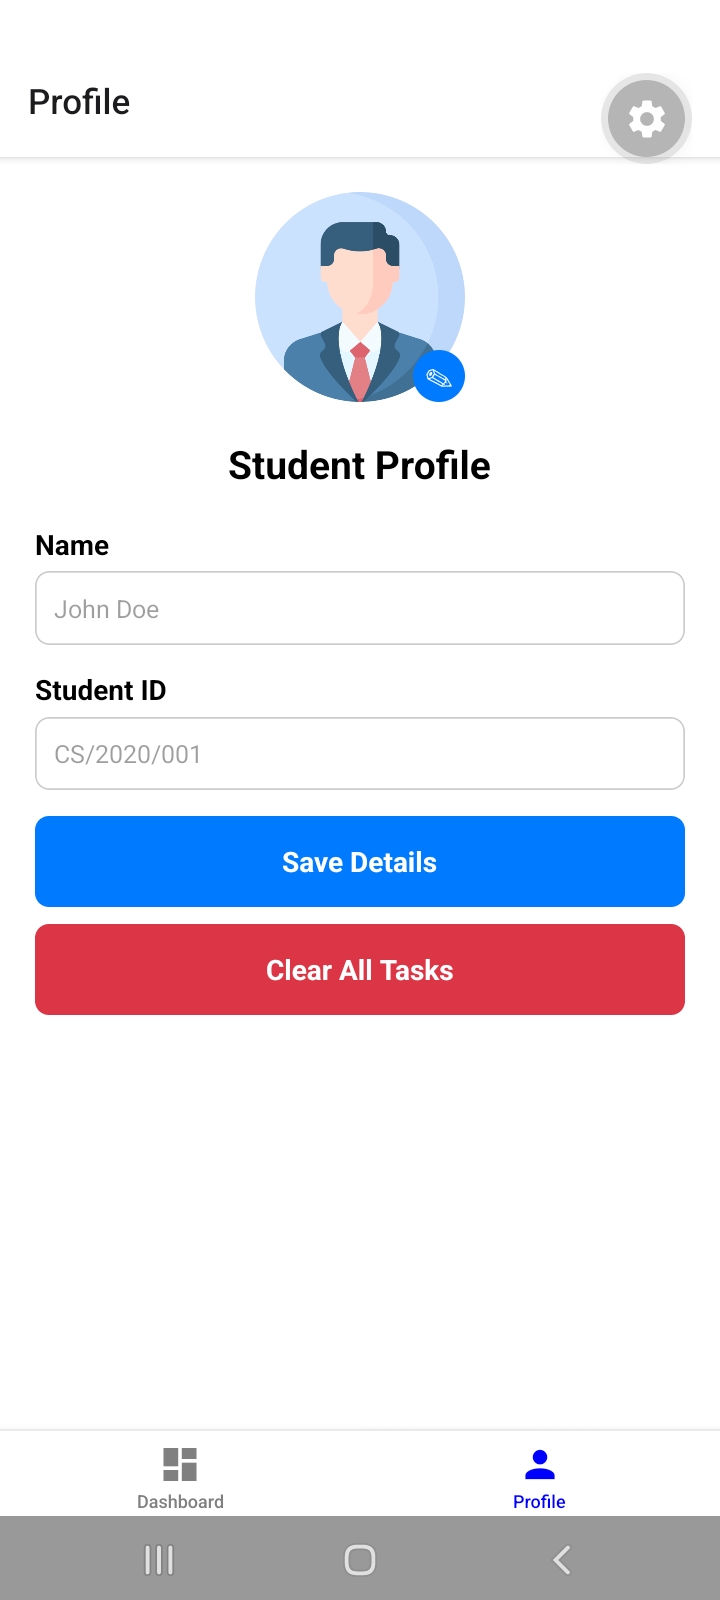 Profile
Student Profile
Name
John Doe
Student ID
CS/2020/001
Save Details
Clear All Tasks
Dashboard
Profile